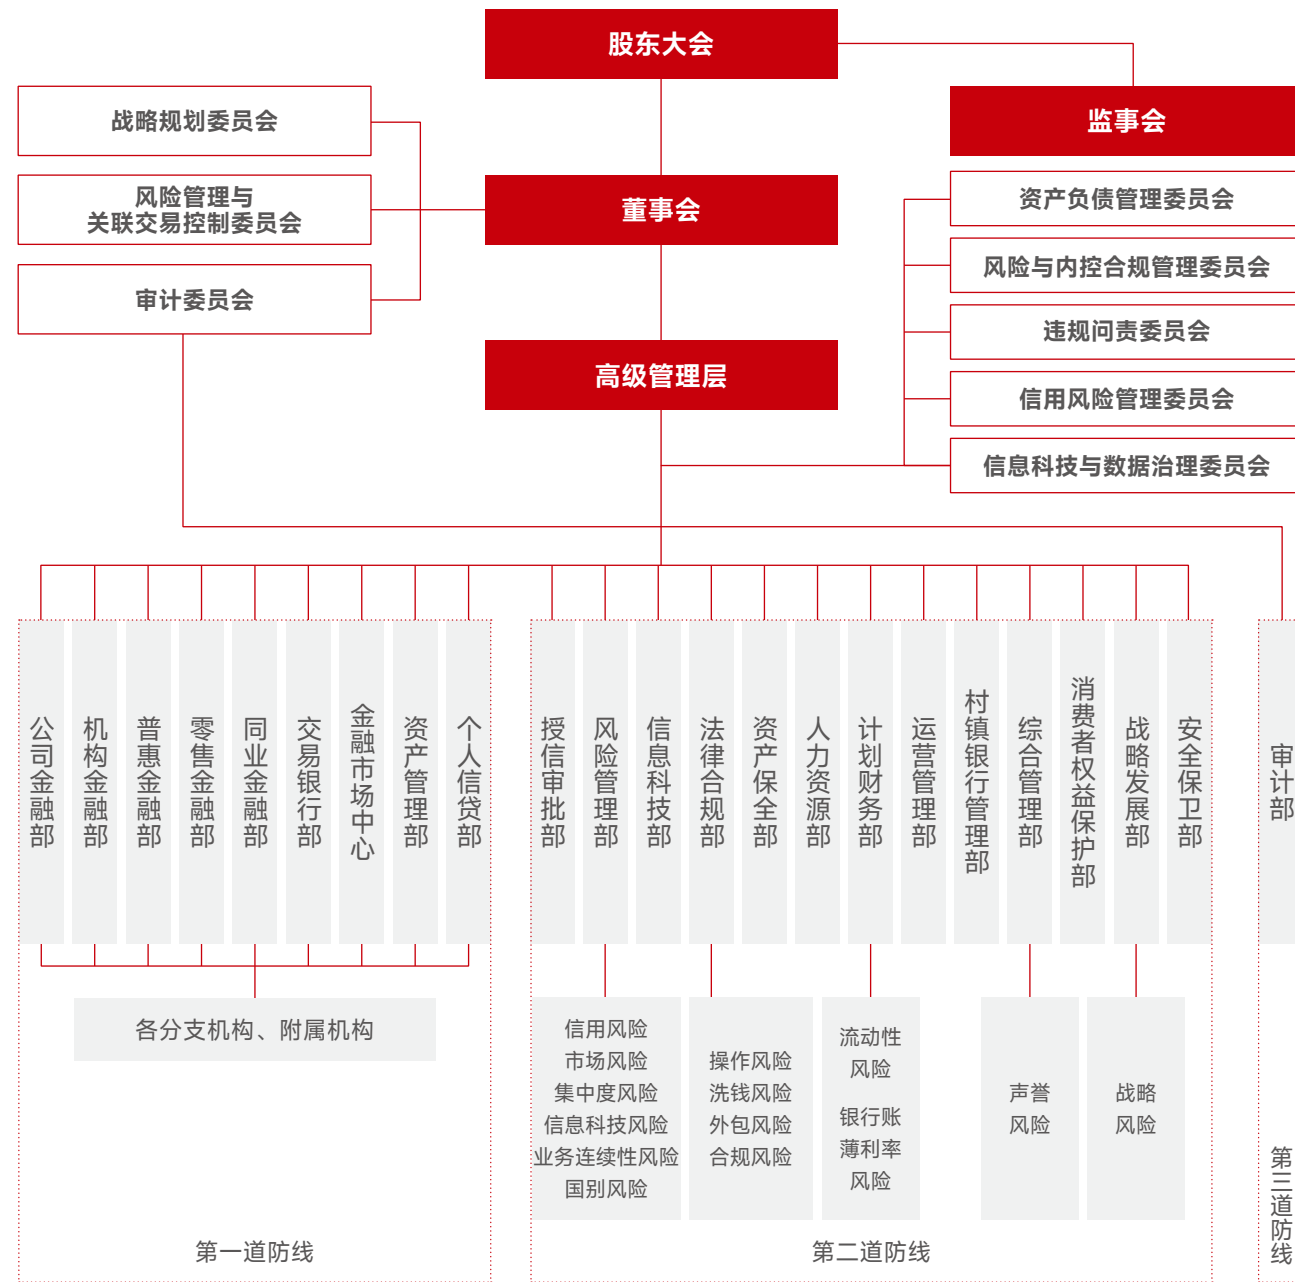 股东大会
战略规划委员会
监事会
风险管理与
关联交易控制委员会
董事会
资产负债管理委员会
风险与内控合规管理委员会
审计委员会
违规问责委员会
高级管理层
信用风险管理委员会
信息科技与数据治理委员会
公司金融部
机构金融部
普惠金融部
零售金融部
同业金融部
交易银行部
金融市场中心
资产管理部
个人信贷部
授信审批部
风险管理部
信息科技部
法律合规部
资产保全部
人力资源部
计划财务部
运营管理部
村镇银行管理部
综合管理部
消费者权益保护部
战略发展部
安全保卫部
审计部
各分支机构、附属机构
信用风险
市场风险
集中度风险
信息科技风险
业务连续性风险
国别风险
操作风险
洗钱风险
外包风险
合规风险
流动性
风险
银行账
薄利率
风险
声誉
风险
战略
风险
第一道防线
第二道防线
第三道防线